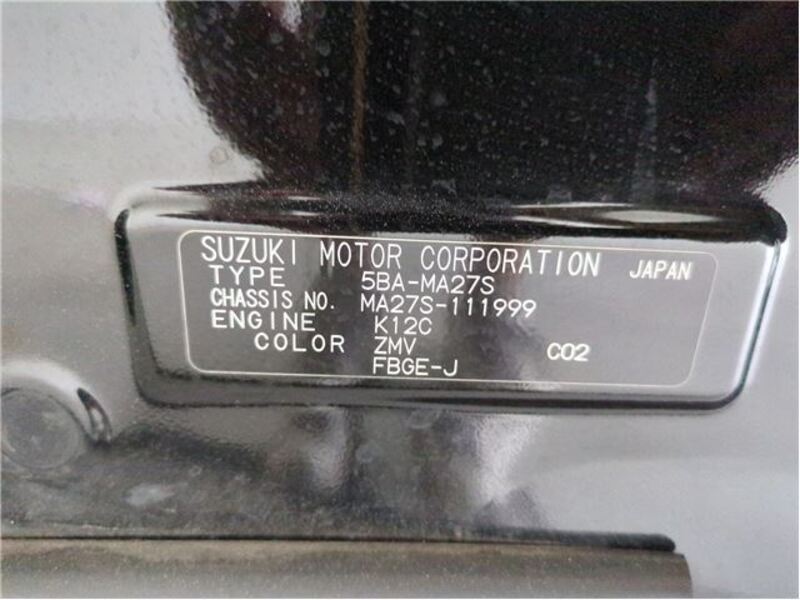 SUZUKI MOTOR CORPORATION JAPAN
TYPE 5BA-MA27S
CHASSIS NO. MA27S-111999
ENGINE K12C
COLOR ZMV C02
FBGE-J